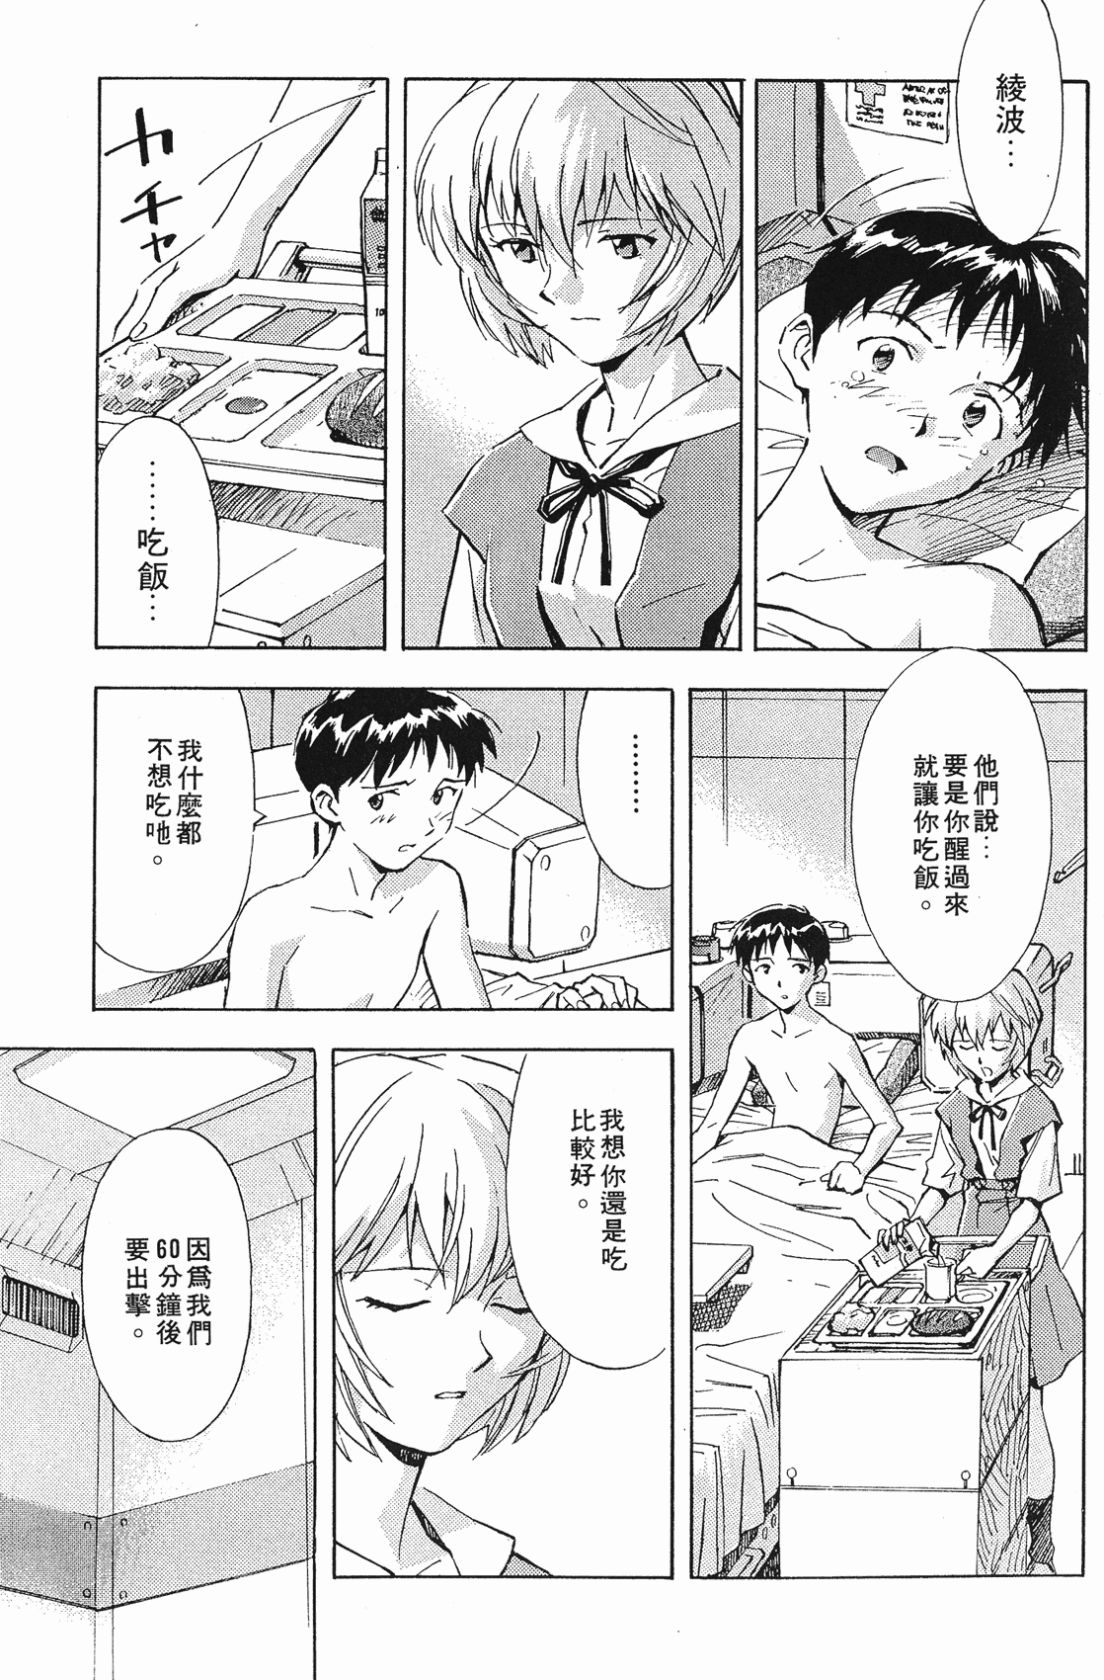 綾波…
カチャ
……吃飯…
他們說…
要是你醒過來
就讓你吃飯。
………
我什麼都
不想吃吔。
我想你還是吃
比較好。
因爲我們
60分鐘後
要出擊。